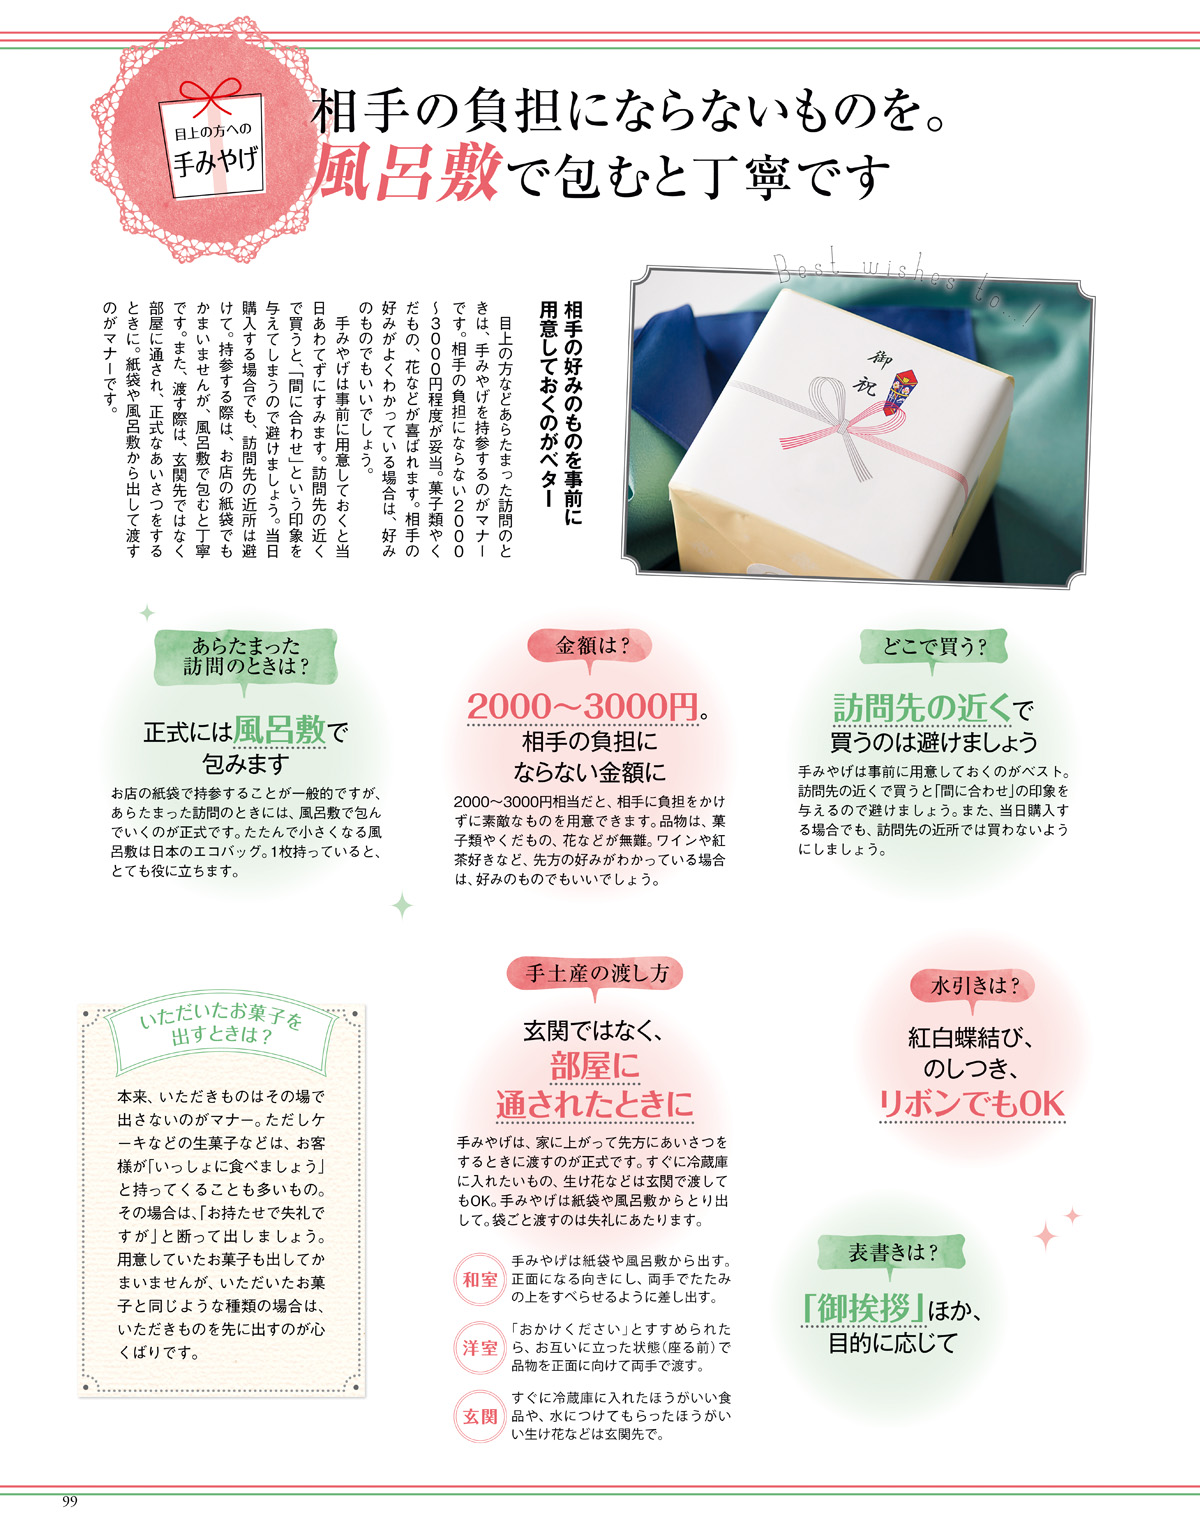 目上の方への
手みやげ
相手の負担にならないものを。
風呂敷で包むと丁寧です
Best wishes to...!
御祝
相手の好みのものを事前に
用意しておくのがベター
目上の方などあらたまった訪問のと
きは、手みやげを持参するのがマナー
です。相手の負担にならない2000
〜3000円程度が妥当。菓子類やく
だもの、花などが喜ばれます。相手の
好みがよくわかっている場合は、好み
のものでもいいでしょう。
手みやげは事前に用意しておくと当
日あわてずにすみます。訪問先の近く
で買うと、「間に合わせ」という印象を
与えてしまうので避けましょう。当日
購入する場合でも、訪問先の近所は避
けて。持参する際は、お店の紙袋でも
かまいませんが、風呂敷で包むと丁寧
です。また、渡す際は、玄関先ではなく
部屋に通され、正式なあいさつをする
ときに。紙袋や風呂敷から出して渡す
のがマナーです。
あらたまった
訪問のときは?
正式には風呂敷で
包みます
お店の紙袋で持参することが一般的ですが、
あらたまった訪問のときには、風呂敷で包ん
でいくのが正式です。たたんで小さくなる風
呂敷は日本のエコバッグ。1枚持っていると、
とても役に立ちます。
金額は?
2000〜3000円。
相手の負担に
ならない金額に
2000〜3000円相当だと、相手に負担をかけ
ずに素敵なものを用意できます。品物は、菓
子類やくだもの、花などが無難。ワインや紅
茶好きなど、先方の好みがわかっている場合
は、好みのものでもいいでしょう。
どこで買う?
訪問先の近くで
買うのは避けましょう
手みやげは事前に用意しておくのがベスト。
訪問先の近くで買うと「間に合わせ」の印象を
与えるので避けましょう。また、当日購入す
る場合でも、訪問先の近所では買わないよう
にしましょう。
いただいたお菓子を
出すときは?
本来、いただきものはその場で
出さないのがマナー。ただしケ
ーキなどの生菓子などは、お客
様が「いっしょに食べましょう」
と持ってくることも多いもの。
その場合は、「お持たせで失礼で
すが」と断って出しましょう。
用意していたお菓子も出してか
まいませんが、いただいたお菓
子と同じような種類の場合は、
いただきものを先に出すのが心
くばりです。
手土産の渡し方
玄関ではなく、
部屋に
通されたときに
手みやげは、家に上がって先方にあいさつを
するときに渡すのが正式です。すぐに冷蔵庫
に入れたいもの、生け花などは玄関で渡して
もOK。手みやげは紙袋や風呂敷からとり出
して。袋ごと渡すのは失礼にあたります。
和室
手みやげは紙袋や風呂敷から出す。
正面になる向きにし、両手でたたみ
の上をすべらせるように差し出す。
洋室
「おかけください」とすすめられた
ら、お互いに立った状態(座る前)で
品物を正面に向けて両手で渡す。
玄関
すぐに冷蔵庫に入れたほうがいい食
品や、水につけてもらったほうがい
い生け花などは玄関先で。
水引きは?
紅白蝶結び、
のしつき、
リボンでもOK
表書きは?
「御挨拶」ほか、
目的に応じて
99